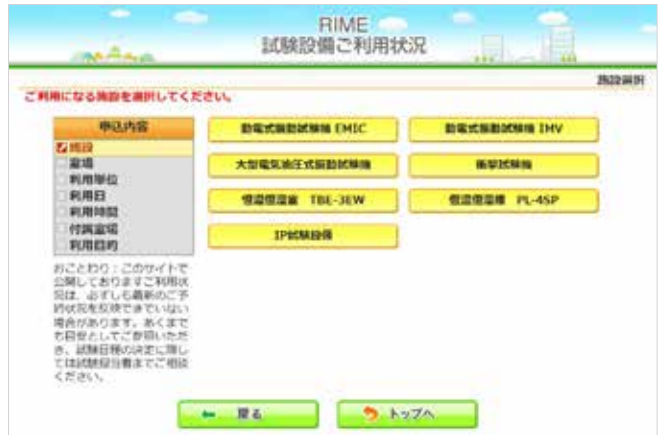 RIME
試験設備ご利用状況
施設選択
ご利用になる施設を選択してください。
申込内容
施設
室場
利用単位
利用日
利用時間
付属室場
利用目的
動電式振動試験機 EMIC
動電式振動試験機 IMV
大型電気油圧式振動試験機
衝撃試験機
恒温恒湿室 TBE-3EW
恒温恒湿槽 PL-4SP
IP試験設備
おことわり：このサイトで
公開しておりますご利用状
況は、必ずしも最新のご予
約状況を反映できていない
場合があります。あくまで
も目安としてご参照いただ
き、試験日程の決定に際し
ては試験担当者までご相談
ください。
戻る
トップへ